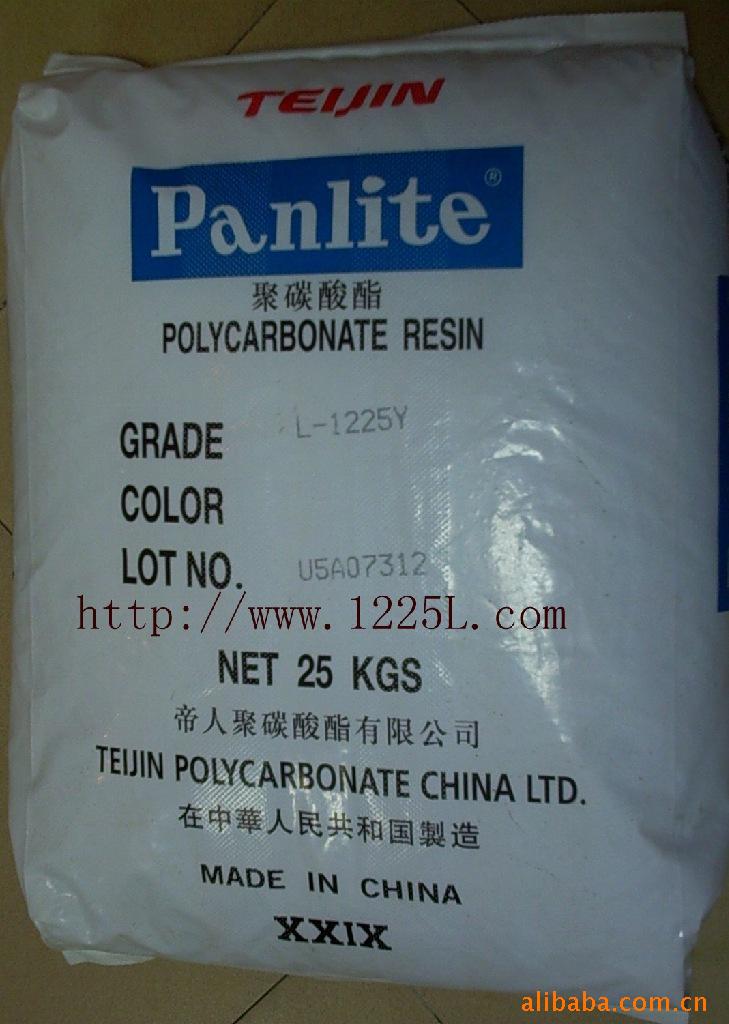 TEIJIN
Panlite®
聚碳酸酯
POLYCARBONATE RESIN
GRADE L-1225Y
COLOR
LOT NO. U5A07312
http://www.1225L.com
NET 25 KGS
帝人聚碳酸酯有限公司
TEIJIN POLYCARBONATE CHINA LTD.
在中華人民共和国製造
MADE IN CHINA
XXIX
alibaba.com.cn